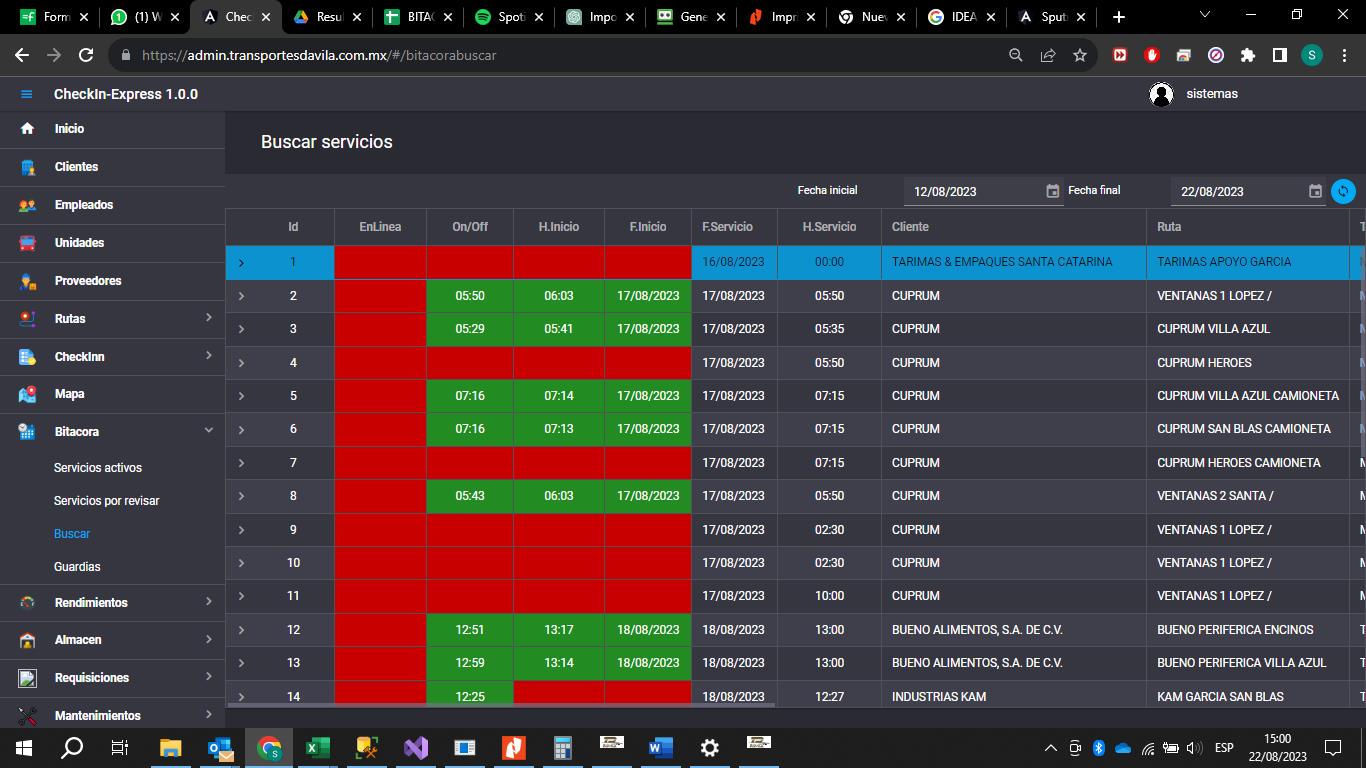 Form
(1) W
Chec
Resu
BITAC
Spoti
Impo
Gene
Impr
Nuev
IDEA
Sput
https://admin.transportesdavila.com.mx/#/bitacorabuscar
S
CheckIn-Express 1.0.0
sistemas
Inicio
Clientes
Empleados
Unidades
Proveedores
Rutas
CheckInn
Mapa
Bitacora
Servicios activos
Servicios por revisar
Buscar
Guardias
Rendimientos
Almacen
Requisiciones
Mantenimientos
Buscar servicios
Fecha inicial 12/08/2023 Fecha final 22/08/2023
Id EnLinea On/Off H.Inicio F.Inicio F.Servicio H.Servicio Cliente Ruta T
1 16/08/2023 00:00 TARIMAS & EMPAQUES SANTA CATARINA TARIMAS APOYO GARCIA
2 05:50 06:03 17/08/2023 17/08/2023 05:50 CUPRUM VENTANAS 1 LOPEZ /
3 05:29 05:41 17/08/2023 17/08/2023 05:35 CUPRUM CUPRUM VILLA AZUL
4 17/08/2023 05:50 CUPRUM CUPRUM HEROES
5 07:16 07:14 17/08/2023 17/08/2023 07:15 CUPRUM CUPRUM VILLA AZUL CAMIONETA
6 07:16 07:13 17/08/2023 17/08/2023 07:15 CUPRUM CUPRUM SAN BLAS CAMIONETA
7 17/08/2023 07:15 CUPRUM CUPRUM HEROES CAMIONETA
8 05:43 06:03 17/08/2023 17/08/2023 05:50 CUPRUM VENTANAS 2 SANTA /
9 17/08/2023 02:30 CUPRUM VENTANAS 1 LOPEZ /
10 17/08/2023 02:30 CUPRUM VENTANAS 1 LOPEZ /
11 17/08/2023 10:00 CUPRUM VENTANAS 1 LOPEZ /
12 12:51 13:17 18/08/2023 18/08/2023 13:00 BUENO ALIMENTOS, S.A. DE C.V. BUENO PERIFERICA ENCINOS T
13 12:59 13:14 18/08/2023 18/08/2023 13:00 BUENO ALIMENTOS, S.A. DE C.V. BUENO PERIFERICA VILLA AZUL T
14 12:25 18/08/2023 12:27 INDUSTRIAS KAM KAM GARCIA SAN BLAS T
ESP
15:00
22/08/2023